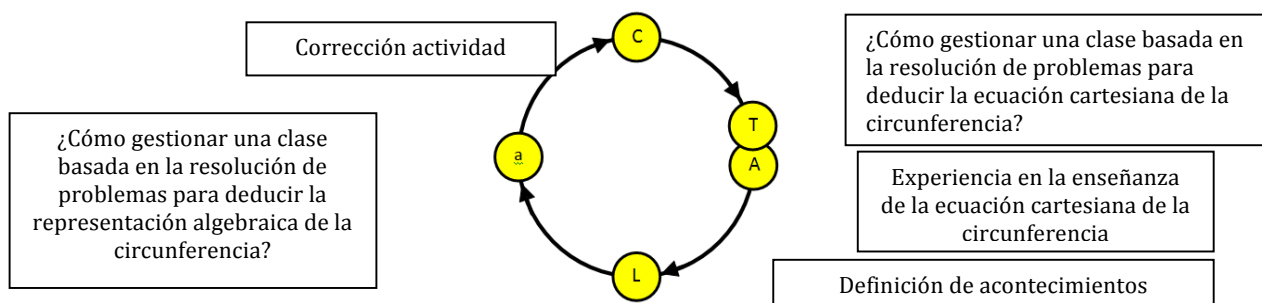 Corrección actividad
C
¿Cómo gestionar una clase basada en
la resolución de problemas para
deducir la ecuación cartesiana de la
circunferencia?
¿Cómo gestionar una clase
basada en la resolución de
problemas para deducir la
representación algebraica de la
circunferencia?
a
T
A
Experiencia en la enseñanza
de la ecuación cartesiana de la
circunferencia
L
Definición de acontecimientos